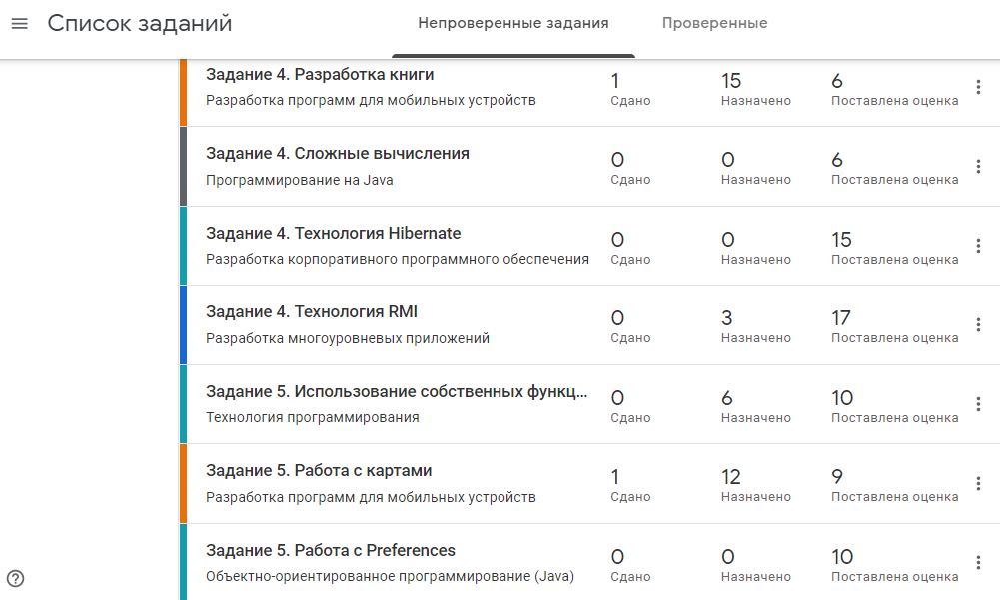 Список заданий
Непроверенные задания
Проверенные
Задание 4. Разработка книги
Разработка программ для мобильных устройств
1
Сдано
15
Назначено
6
Поставлена оценка
Задание 4. Сложные вычисления
Программирование на Java
0
Сдано
0
Назначено
6
Поставлена оценка
Задание 4. Технология Hibernate
Разработка корпоративного программного обеспечения
0
Сдано
0
Назначено
15
Поставлена оценка
Задание 4. Технология RMI
Разработка многоуровневых приложений
0
Сдано
3
Назначено
17
Поставлена оценка
Задание 5. Использование собственных функц...
Технология программирования
0
Сдано
6
Назначено
10
Поставлена оценка
Задание 5. Работа с картами
Разработка программ для мобильных устройств
1
Сдано
12
Назначено
9
Поставлена оценка
Задание 5. Работа с Preferences
Объектно-ориентированное программирование (Java)
0
Сдано
0
Назначено
10
Поставлена оценка